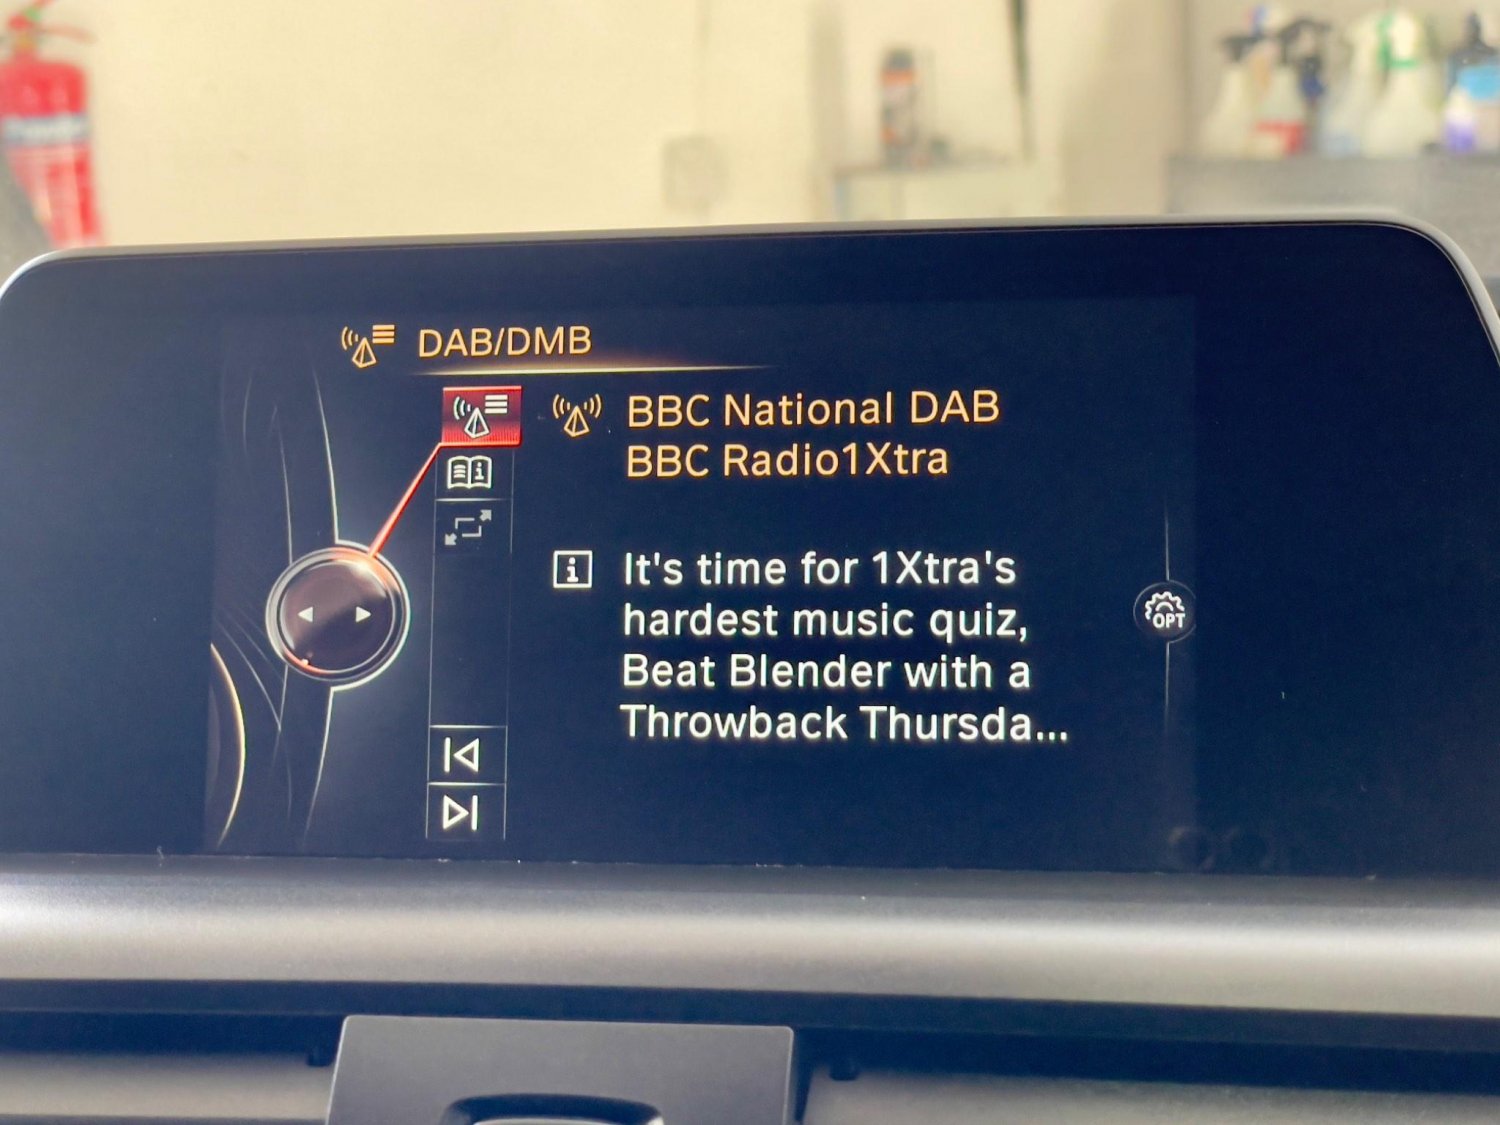 DAB/DMB
BBC National DAB
BBC Radio1Xtra
It's time for 1Xtra's
hardest music quiz,
Beat Blender with a
Throwback Thursda...
OPT